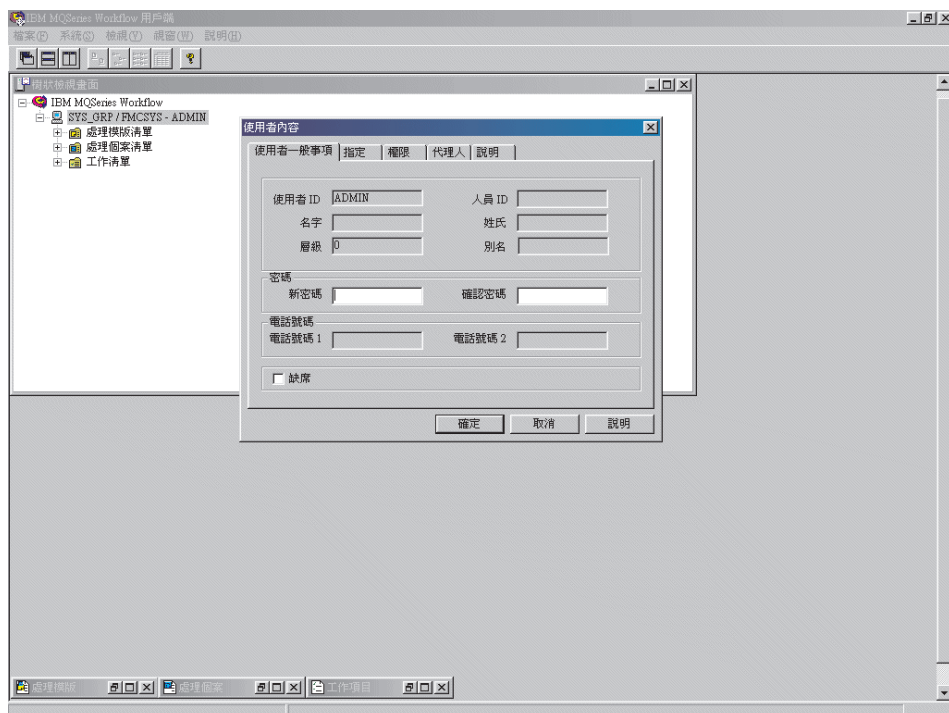 IBM MQSeries Workflow 用戶端
檔案(F) 系統(S) 檢視(V) 視窗(W) 說明(H)
樹狀檢視畫面
IBM MQSeries Workflow
SYS_GRP / FMCSYS - ADMIN
處理模版清單
處理個案清單
工作清單
使用者內容
使用者一般事項 指定 權限 代理人 說明
使用者 ID ADMIN 人員 ID
名字 姓氏
層級 0 別名
密碼
新密碼 確認密碼
電話號碼
電話號碼 1 電話號碼 2
缺席
確定 取消 說明
處理模版 處理個案 工作項目